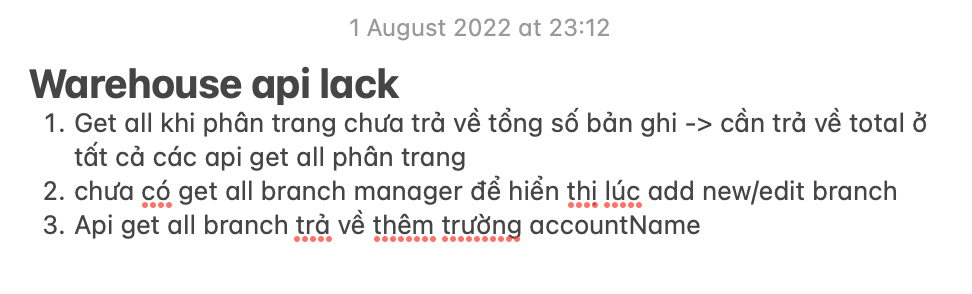 1 August 2022 at 23:12
Warehouse api lack
1. Get all khi phân trang chưa trả về tổng số bản ghi -> cần trả về total ở
tất cả các api get all phân trang
2. chưa có get all branch manager để hiển thị lúc add new/edit branch
3. Api get all branch trả về thêm trường accountName